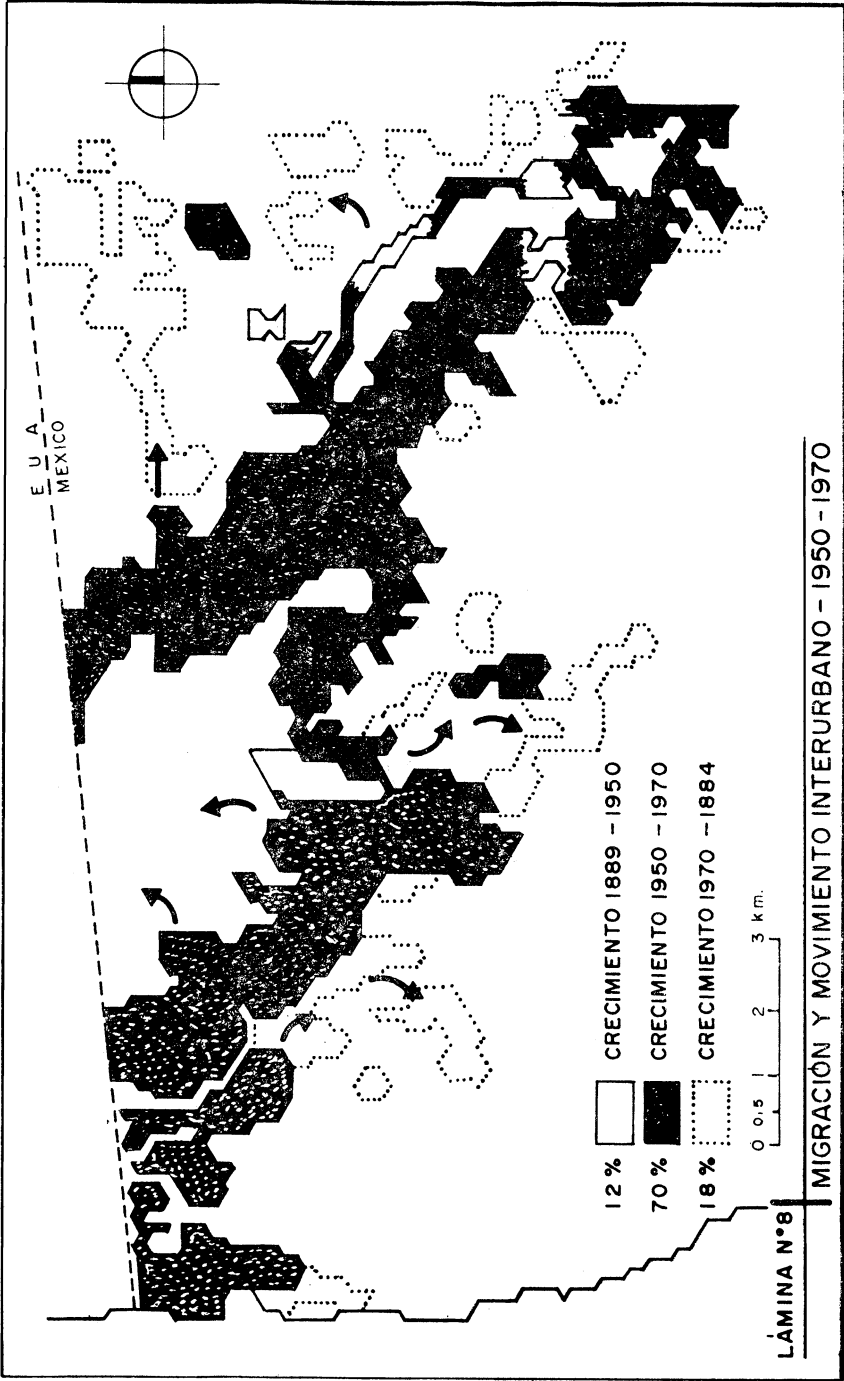 E U A
MEXICO
12% CRECIMIENTO 1889 - 1950
70% CRECIMIENTO 1950 - 1970
18% CRECIMIENTO 1970 - 1884
0 0,5 1 2 3 km.
LÁMINA N°8
MIGRACIÓN Y MOVIMIENTO INTERURBANO - 1950 - 1970